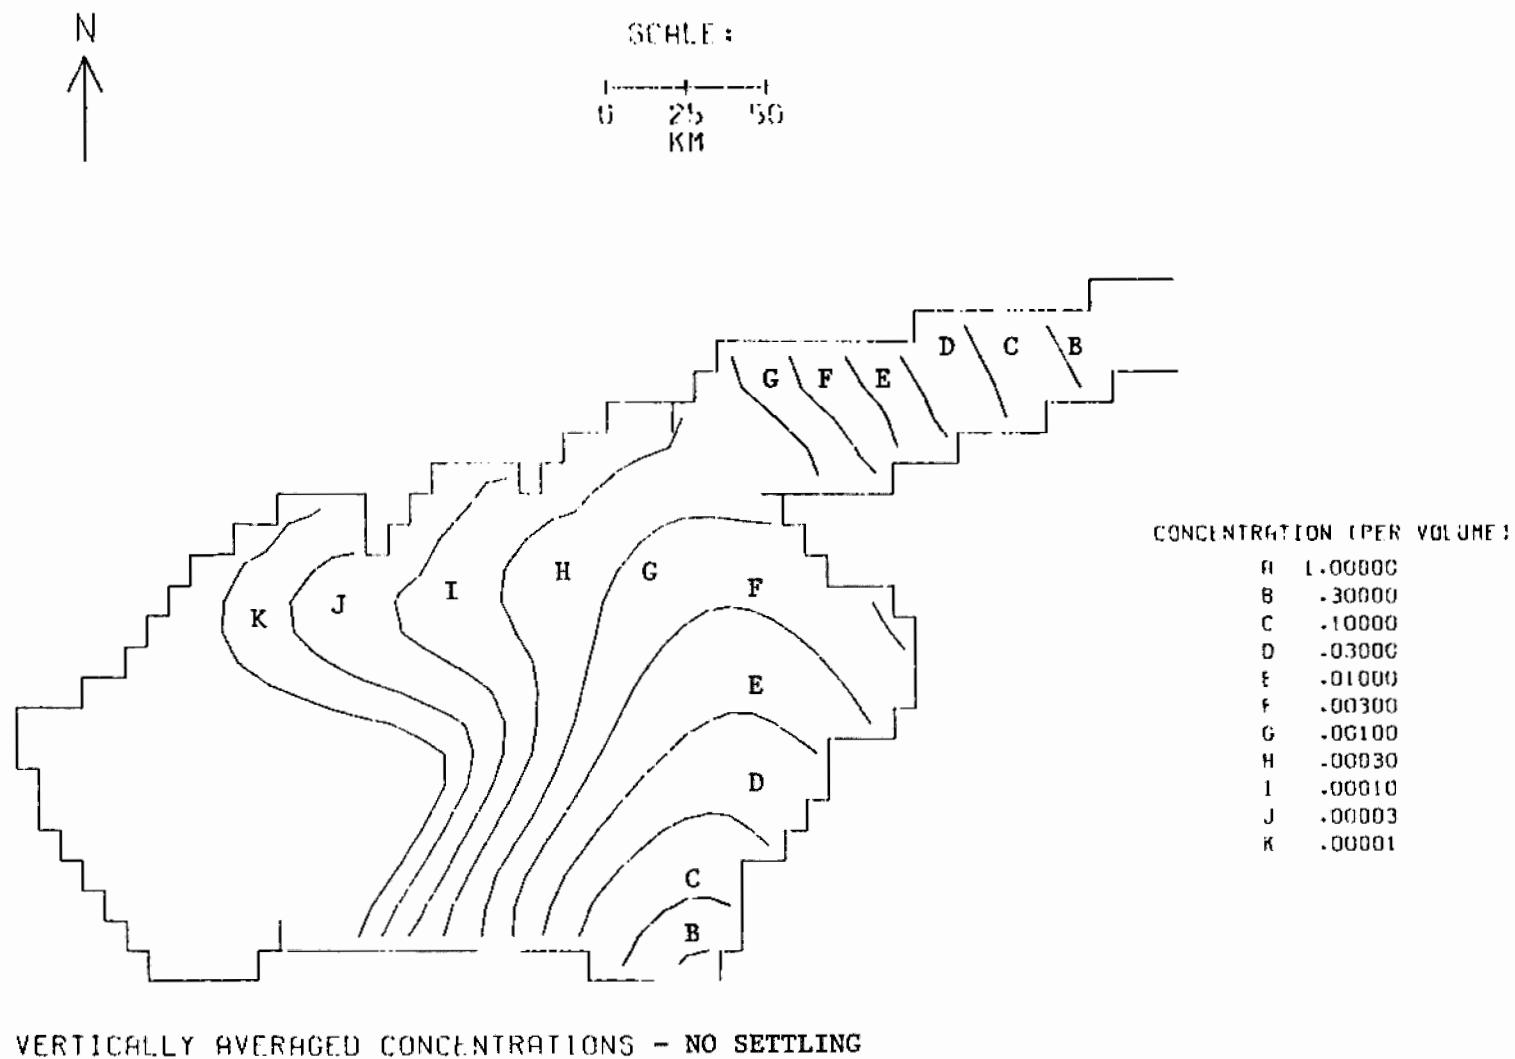 N
SCALE:
0 25 50
KM
D C B
G F E
H G
F
I
J
K
E
D
C
B
CONCENTRATION (PER VOLUME)
A 1.00000
B .30000
C .10000
D .03000
E .01000
F .00300
G .00100
H .00030
I .00010
J .00003
K .00001
VERTICALLY AVERAGED CONCENTRATIONS - NO SETTLING